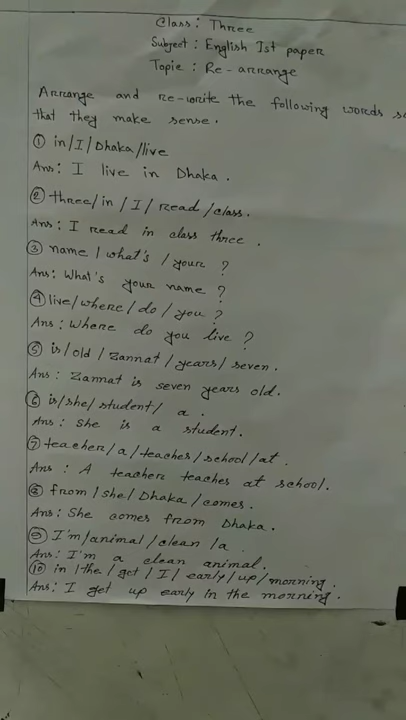 Class: Three
Subject: English Ist paper
Topic: Re-arrange
Arrange and re-write the following words so
that they make sense.
① in/I/Dhaka/live
Ans: I live in Dhaka.
② three/in/I/read/class.
Ans: I read in class three.
③ name/what's/your?
Ans: What's your name?
④ live/where/do/you?
Ans: Where do you live?
⑤ is/old/Zannat/years/seven.
Ans: Zannat is seven years old.
⑥ is/she/student/a.
Ans: She is a student.
⑦ teacher/a/teaches/school/at.
Ans: A teacher teaches at school.
⑧ from/she/Dhaka/comes.
Ans: She comes from Dhaka.
⑨ I'm/animal/clean/a
Ans: I'm a clean animal.
⑩ in/the/get/I/early/up/morning.
Ans: I get up early in the morning.